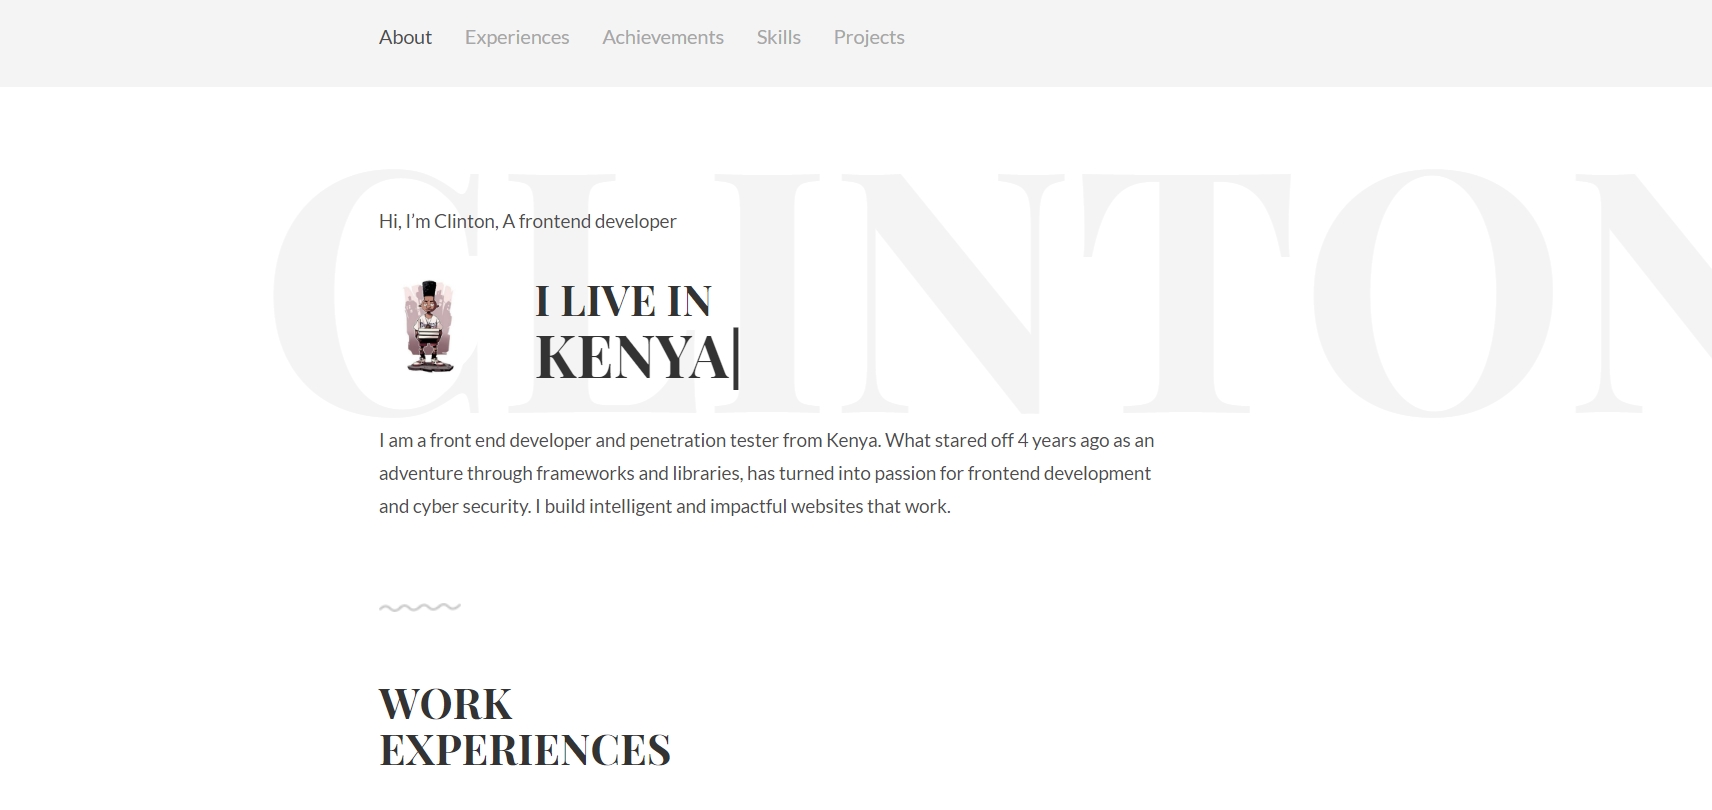 About Experiences Achievements Skills Projects
CLINTON
Hi, I’m Clinton, A frontend developer
I LIVE IN
KENYA|
I am a front end developer and penetration tester from Kenya. What stared off 4 years ago as an
adventure through frameworks and libraries, has turned into passion for frontend development
and cyber security. I build intelligent and impactful websites that work.
WORK
EXPERIENCES